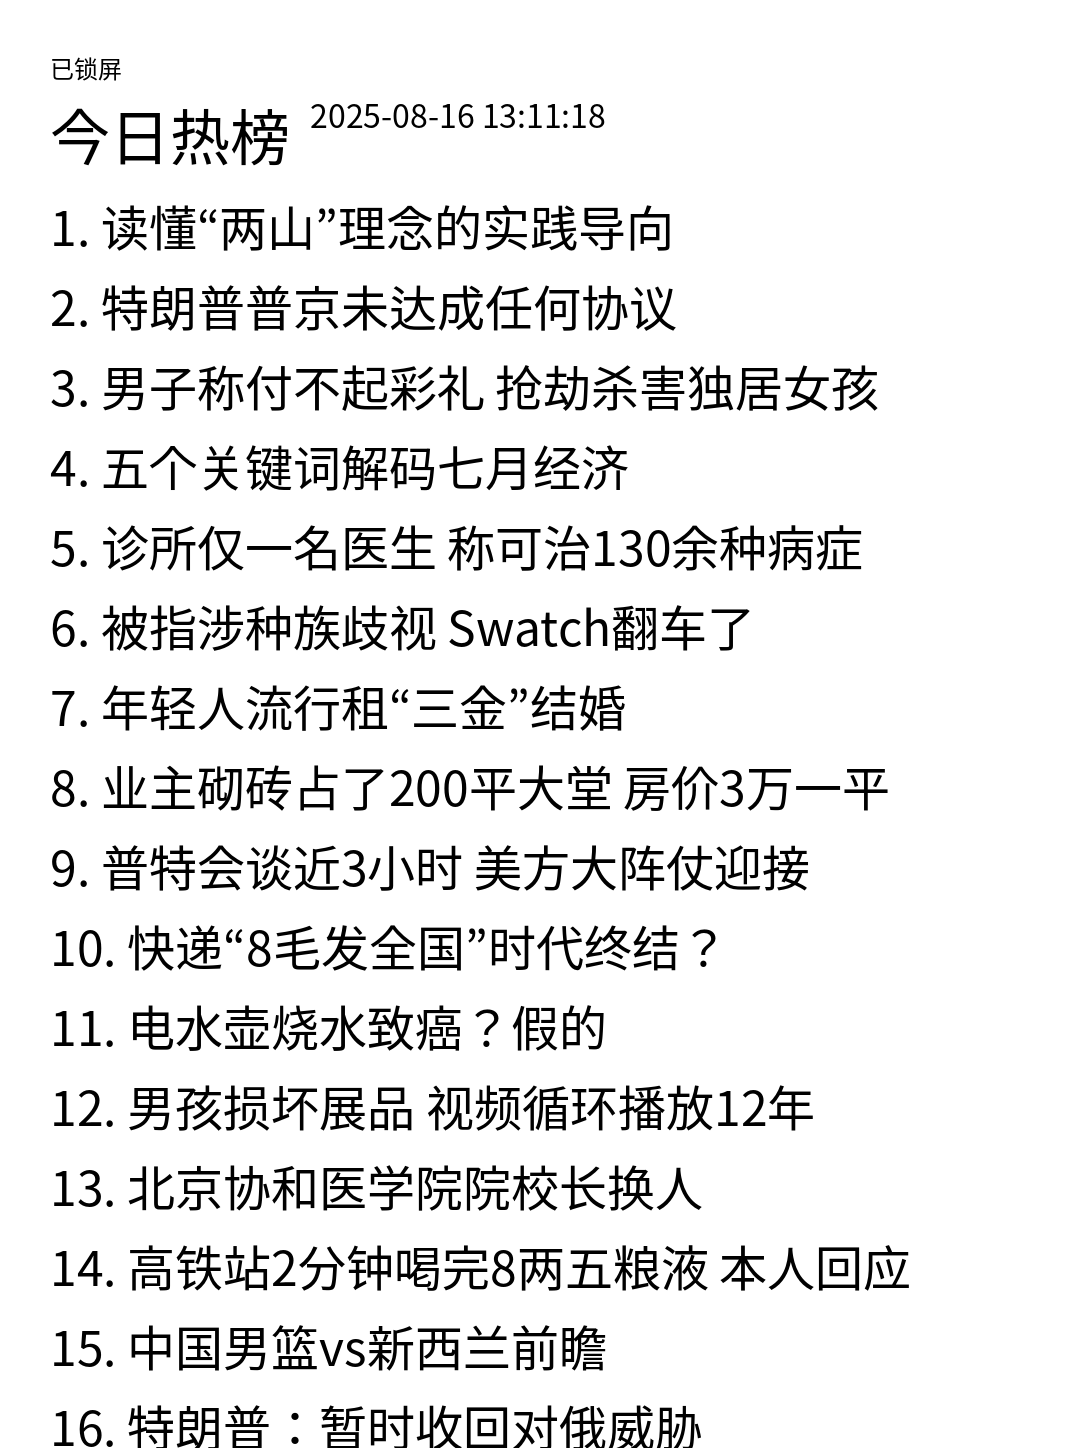 已锁屏
今日热榜 2025-08-16 13:11:18
1. 读懂“两山”理念的实践导向
2. 特朗普普京未达成任何协议
3. 男子称付不起彩礼 抢劫杀害独居女孩
4. 五个关键词解码七月经济
5. 诊所仅一名医生 称可治130余种病症
6. 被指涉种族歧视 Swatch翻车了
7. 年轻人流行租“三金”结婚
8. 业主砌砖占了200平大堂 房价3万一平
9. 普特会谈近3小时 美方大阵仗迎接
10. 快递“8毛发全国”时代终结？
11. 电水壶烧水致癌？假的
12. 男孩损坏展品 视频循环播放12年
13. 北京协和医学院院校长换人
14. 高铁站2分钟喝完8两五粮液 本人回应
15. 中国男篮vs新西兰前瞻
16. 特朗普：暂时收回对俄威胁